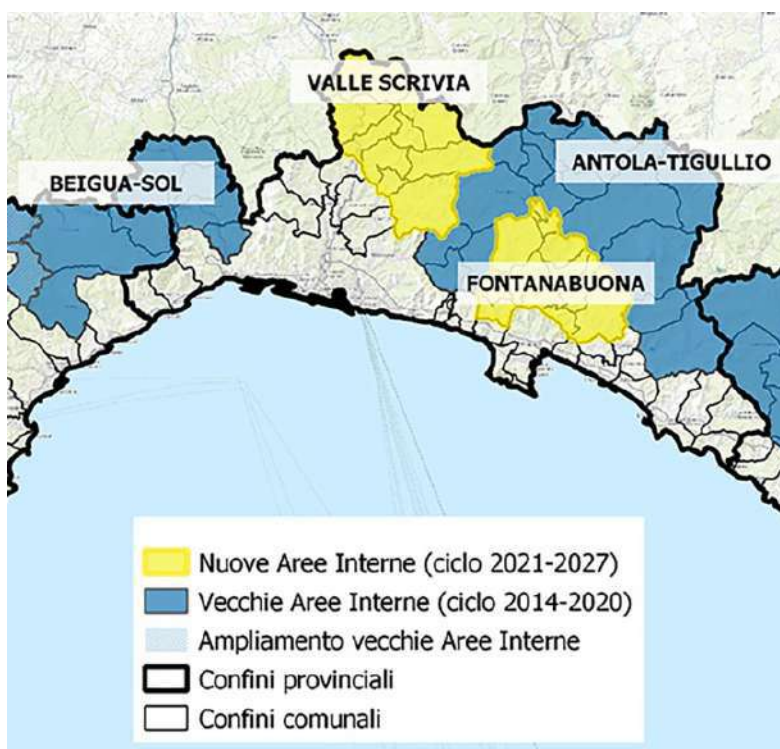 VALLE SCRIVIA
ANTOLA-TIGULLIO
BEIGUA-SOL
FONTANABUONA
Nuove Aree Interne (ciclo 2021-2027)
Vecchie Aree Interne (ciclo 2014-2020)
Ampliamento vecchie Aree Interne
Confini provinciali
Confini comunali